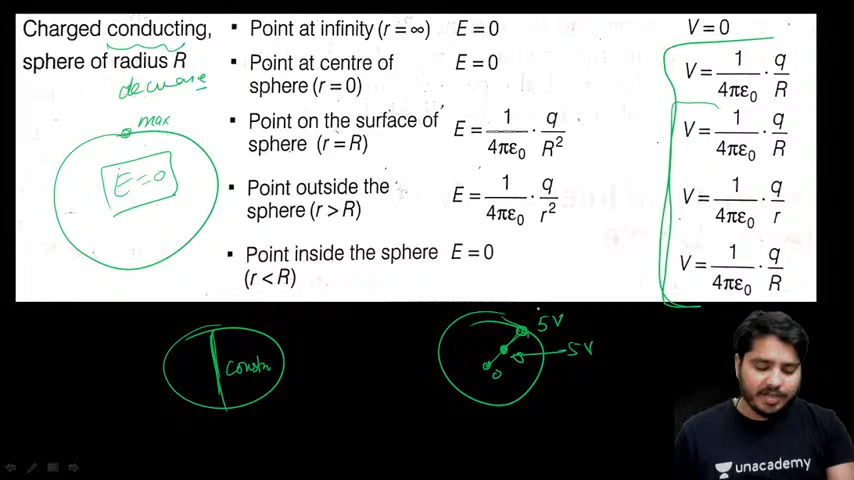 Charged conducting,
sphere of radius R
decrease
max
E=0
▪ Point at infinity (r = ∞) E = 0 V = 0
▪ Point at centre of
sphere (r = 0) E = 0 V = 1/4πε₀ · q/R
▪ Point on the surface of
sphere (r = R) E = 1/4πε₀ · q/R² V = 1/4πε₀ · q/R
▪ Point outside the
sphere (r > R) E = 1/4πε₀ · q/r² V = 1/4πε₀ · q/r
▪ Point inside the sphere E = 0 V = 1/4πε₀ · q/R
(r < R)
constn
5V
5V
0
unacademy